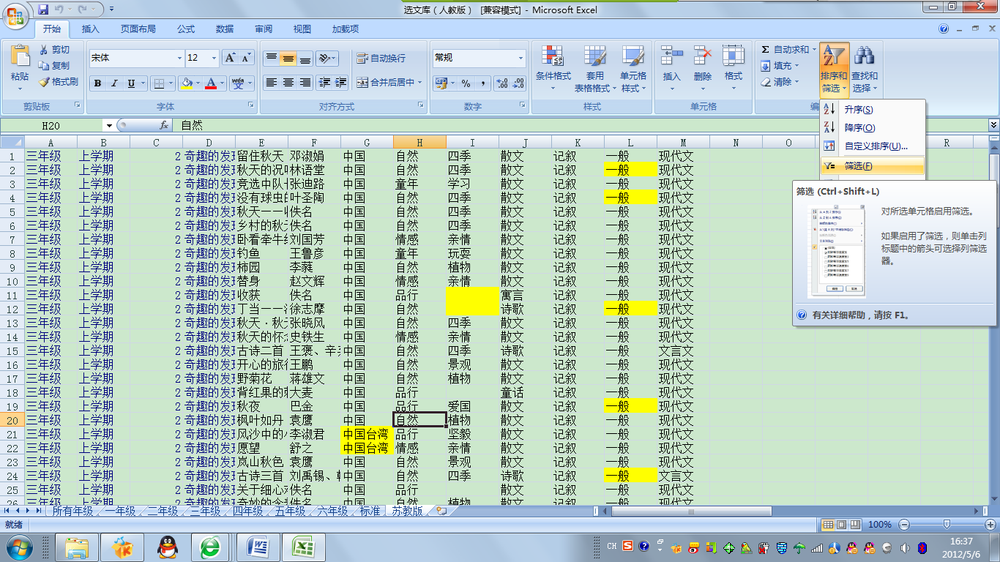 选文库（人教版） [兼容模式] - Microsoft Excel
开始 插入 页面布局 公式 数据 审阅 视图 加载项
粘贴 剪切 复制 格式刷 剪贴板
宋体 12 A A B I U 字体
自动换行 合并后居中 对齐方式
常规 % , 数字
条件格式 套用表格格式 单元格样式 样式
插入 删除 格式 单元格
Σ 自动求和 填充 清除 排序和筛选 查找和选择
升序(S)
降序(O)
自定义排序(U)...
筛选(F)
筛选 (Ctrl+Shift+L)
对所选单元格启用筛选。
如果启用了筛选，则单击列
标题中的箭头可选择列筛选
器。
有关详细帮助，请按 F1。
H20 fx 自然
A B C D E F G H I J K L M N O R
1 三年级 上学期 2 奇趣的发现 留住秋天 邓淑娟 中国 自然 四季 散文 记叙 一般 现代文
2 三年级 上学期 2 奇趣的发 秋天的况 林语堂 中国 自然 四季 散文 记叙 一般 现代文
3 三年级 上学期 2 奇趣的发 竞选中队长 张迪路 中国 童年 学习 散文 记叙 一般 现代文
4 三年级 上学期 2 奇趣的发 没有球虫的 叶圣陶 中国 自然 四季 散文 记叙 一般 现代文
5 三年级 上学期 2 奇趣的发 秋天一一 佚名 中国 自然 四季 散文 记叙 一般 现代文
6 三年级 上学期 2 奇趣的发 乡村的秋天 佚名 中国 自然 四季 散文 记叙 一般 现代文
7 三年级 上学期 2 奇趣的发 卧看牵牛 刘国芳 中国 情感 亲情 散文 记叙 一般 现代文
8 三年级 上学期 2 奇趣的发 钓鱼 王鲁彦 中国 童年 玩耍 散文 记叙 一般 现代文
9 三年级 上学期 2 奇趣的发 柿园 李蒙 中国 自然 植物 散文 记叙 一般 现代文
10 三年级 上学期 2 奇趣的发 替身 赵文辉 中国 情感 亲情 散文 记叙 一般 现代文
11 三年级 上学期 2 奇趣的发 收获 佚名 中国 品行 寓言 记叙 一般 现代文
12 三年级 上学期 2 奇趣的发 丁当一一 徐志摩 中国 自然 诗歌 记叙 一般 现代文
13 三年级 上学期 2 奇趣的发 秋天·秋 张晓风 中国 自然 四季 散文 记叙 一般 现代文
14 三年级 上学期 2 奇趣的发 秋天的怀 史铁生 中国 情感 亲情 散文 记叙 一般 现代文
15 三年级 上学期 2 奇趣的发 古诗二首 王褒、辛 中国 自然 四季 诗歌 记叙 一般 文言文
16 三年级 上学期 2 奇趣的发 开心的旅行 王鹏 中国 自然 景观 散文 记叙 一般 现代文
17 三年级 上学期 2 奇趣的发 野菊花 蒋雄文 中国 自然 植物 散文 记叙 一般 现代文
18 三年级 上学期 2 奇趣的发 背红果的 大麦 中国 品行 童话 记叙 一般 现代文
19 三年级 上学期 2 奇趣的发 秋夜 巴金 中国 品行 爱国 散文 记叙 一般 现代文
20 三年级 上学期 2 奇趣的发 枫叶如丹 袁鹰 中国 自然 植物 散文 记叙 一般 现代文
21 三年级 上学期 2 奇趣的发 风沙中的 李淑君 中国台湾 品行 坚毅 散文 记叙 一般 现代文
22 三年级 上学期 2 奇趣的发 愿望 舒之 中国台湾 情感 亲情 散文 记叙 一般 现代文
23 三年级 上学期 2 奇趣的发 岚山秋色 袁鹰 中国 自然 景观 散文 记叙 一般 现代文
24 三年级 上学期 2 奇趣的发 古诗三首 刘禹锡、 中国 自然 四季 诗歌 记叙 一般 文言文
25 三年级 上学期 2 奇趣的发 关于细心 佚名 中国 品行 散文 记叙 一般 现代文
26 三年级 上学期 2 奇趣的发 奇妙的 佚名 中国 自然 植物 散文 记叙 一般 现代文
所有年级 一年级 二年级 三年级 四年级 五年级 六年级 标准 苏教版
就绪 100%
CH 16:37
2012/5/6